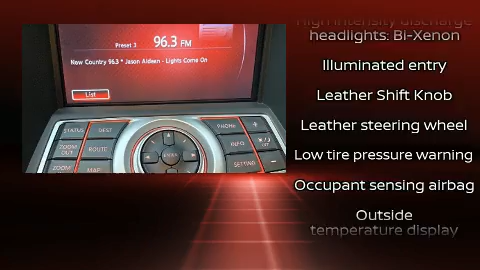 High intensity discharge
headlights: Bi-Xenon
Illuminated entry
Leather Shift Knob
Leather steering wheel
Low tire pressure warning
Occupant sensing airbag
Outside
temperature display
Preset 3
96.3 FM
New Country 96.3 * Jason Aldean - Lights Come On
List
STATUS
DEST
ZOOM OUT
ROUTE
ZOOM
MAP
ENTER
PHONE
INFO
SETTING
+
-